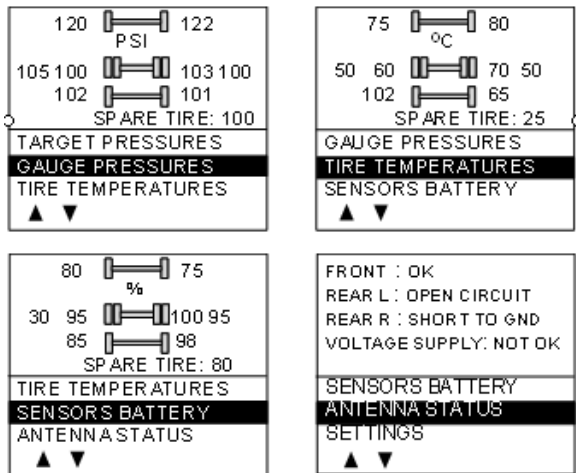 120 122
PSI
105 100 103 100
102 101
SPARE TIRE: 100
TARGET PRESSURES
GAUGE PRESSURES
TIRE TEMPERATURES
75 80
ºC
50 60 70 50
102 65
SPARE TIRE: 25
GAUGE PRESSURES
TIRE TEMPERATURES
SENSORS BATTERY
80 75
%
30 95 100 95
85 98
SPARE TIRE: 80
TIRE TEMPERATURES
SENSORS BATTERY
ANTENNA STATUS
FRONT : OK
REAR L : OPEN CIRCUIT
REAR R : SHORT TO GND
VOLTAGE SUPPLY: NOT OK
SENSORS BATTERY
ANTENNA STATUS
SETTINGS